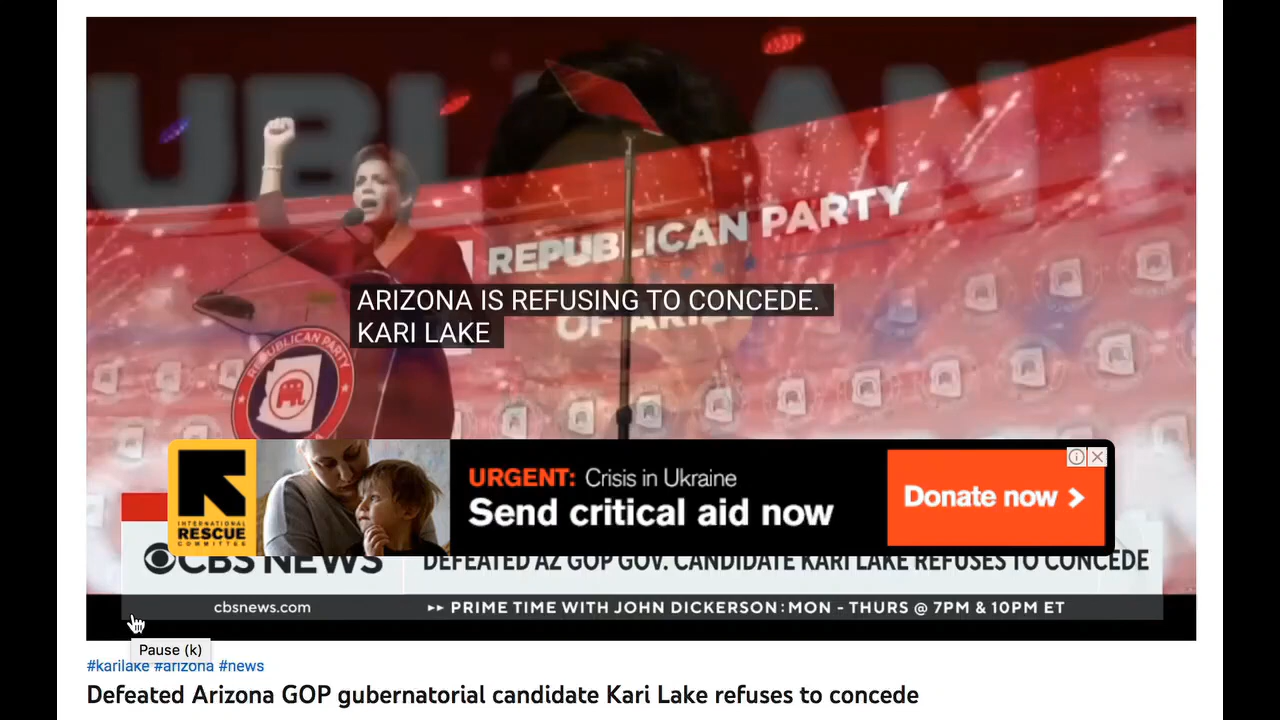 UBLICAN P
REPUBLICAN PARTY
OF ARIZ
ARIZONA IS REFUSING TO CONCEDE.
KARI LAKE
REPUBLICAN PARTY
INTERNATIONAL
RESCUE
COMMITTEE
URGENT: Crisis in Ukraine
Send critical aid now
Donate now
CBS NEWS
DEFEATED AZ GOP GOV. CANDIDATE KARI LAKE REFUSES TO CONCEDE
cbsnews.com
PRIME TIME WITH JOHN DICKERSON: MON - THURS @ 7PM & 10PM ET
Pause (k)
#karilake #arizona #news
Defeated Arizona GOP gubernatorial candidate Kari Lake refuses to concede